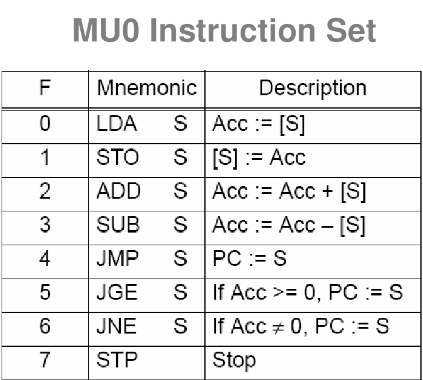 MU0 Instruction Set
F Mnemonic Description
0 LDA S Acc := [S]
1 STO S [S] := Acc
2 ADD S Acc := Acc + [S]
3 SUB S Acc := Acc – [S]
4 JMP S PC := S
5 JGE S If Acc >= 0, PC := S
6 JNE S If Acc ≠ 0, PC := S
7 STP Stop